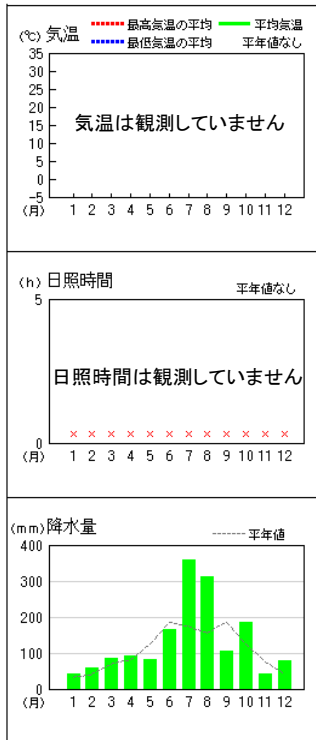 (℃) 気温 最高気温の平均 平均気温
最低気温の平均 平年値なし
35
30
25
20
15
10
5
0
-5
気温は観測していません
(月) 1 2 3 4 5 6 7 8 9 10 11 12
(h) 日照時間 平年値なし
5
日照時間は観測していません
0
(月) 1 2 3 4 5 6 7 8 9 10 11 12
(mm) 降水量 平年値
400
300
200
100
0
(月) 1 2 3 4 5 6 7 8 9 10 11 12